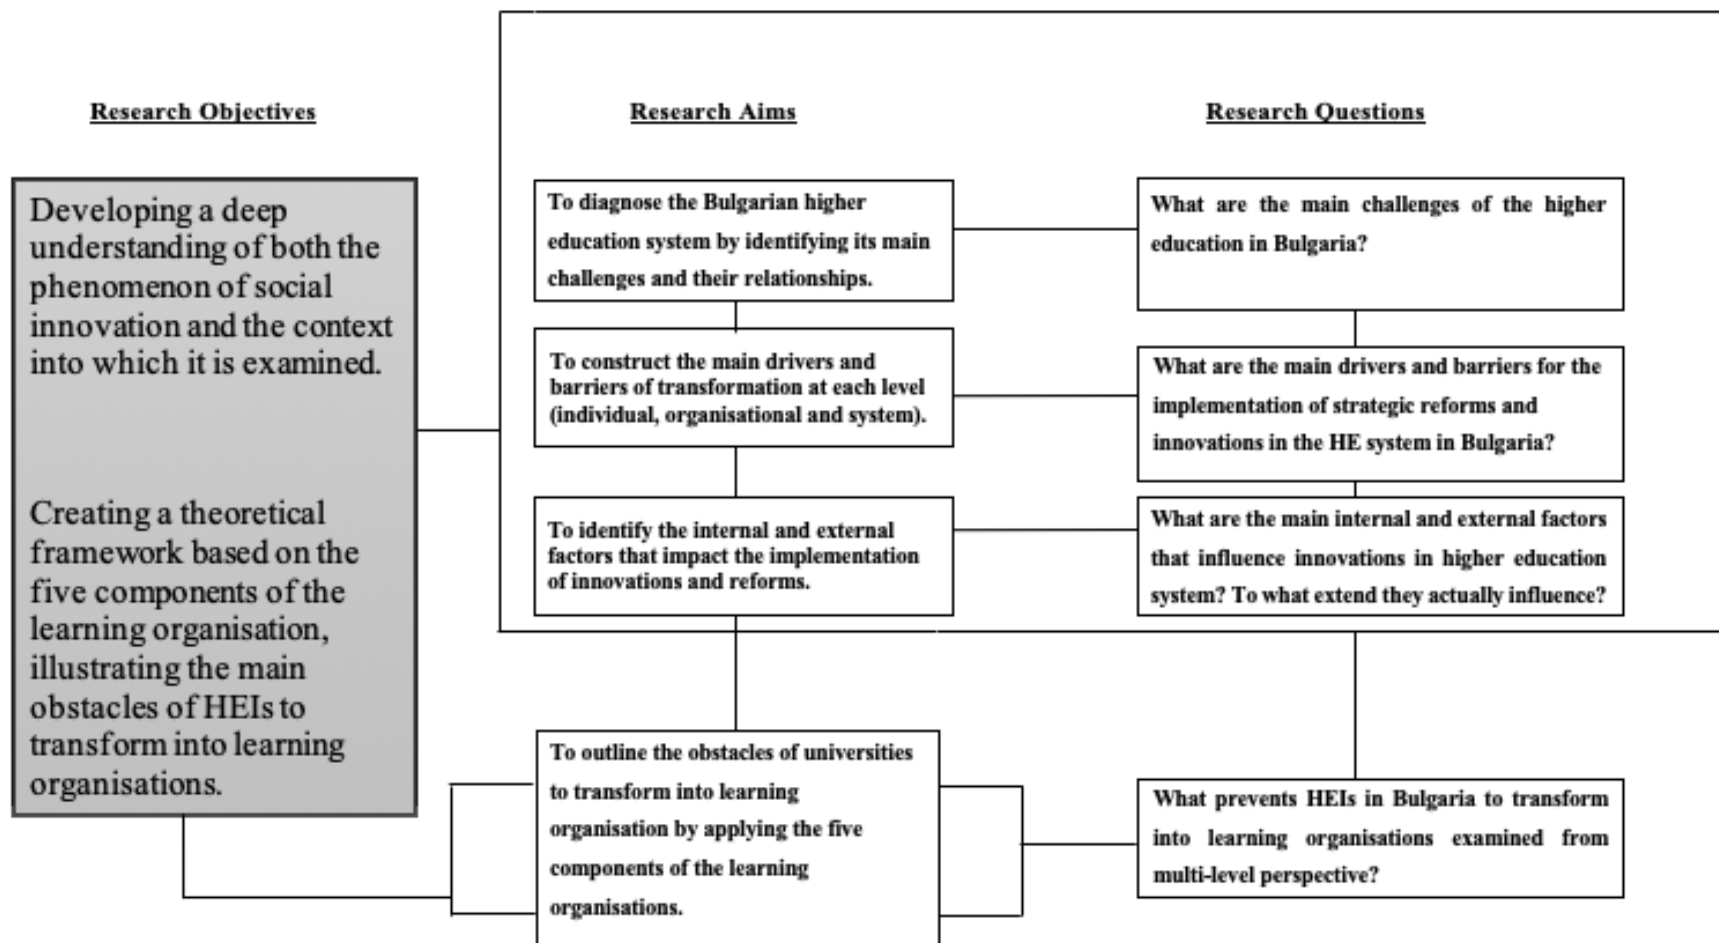 Research Objectives
Research Aims
Research Questions
Developing a deep
understanding of both the
phenomenon of social
innovation and the context
into which it is examined.
Creating a theoretical
framework based on the
five components of the
learning organisation,
illustrating the main
obstacles of HEIs to
transform into learning
organisations.
To diagnose the Bulgarian higher
education system by identifying its main
challenges and their relationships.
What are the main challenges of the higher
education in Bulgaria?
To construct the main drivers and
barriers of transformation at each level
(individual, organisational and system).
What are the main drivers and barriers for the
implementation of strategic reforms and
innovations in the HE system in Bulgaria?
To identify the internal and external
factors that impact the implementation
of innovations and reforms.
What are the main internal and external factors
that influence innovations in higher education
system? To what extend they actually influence?
To outline the obstacles of universities
to transform into learning
organisation by applying the five
components of the learning
organisations.
What prevents HEIs in Bulgaria to transform
into learning organisations examined from
multi-level perspective?